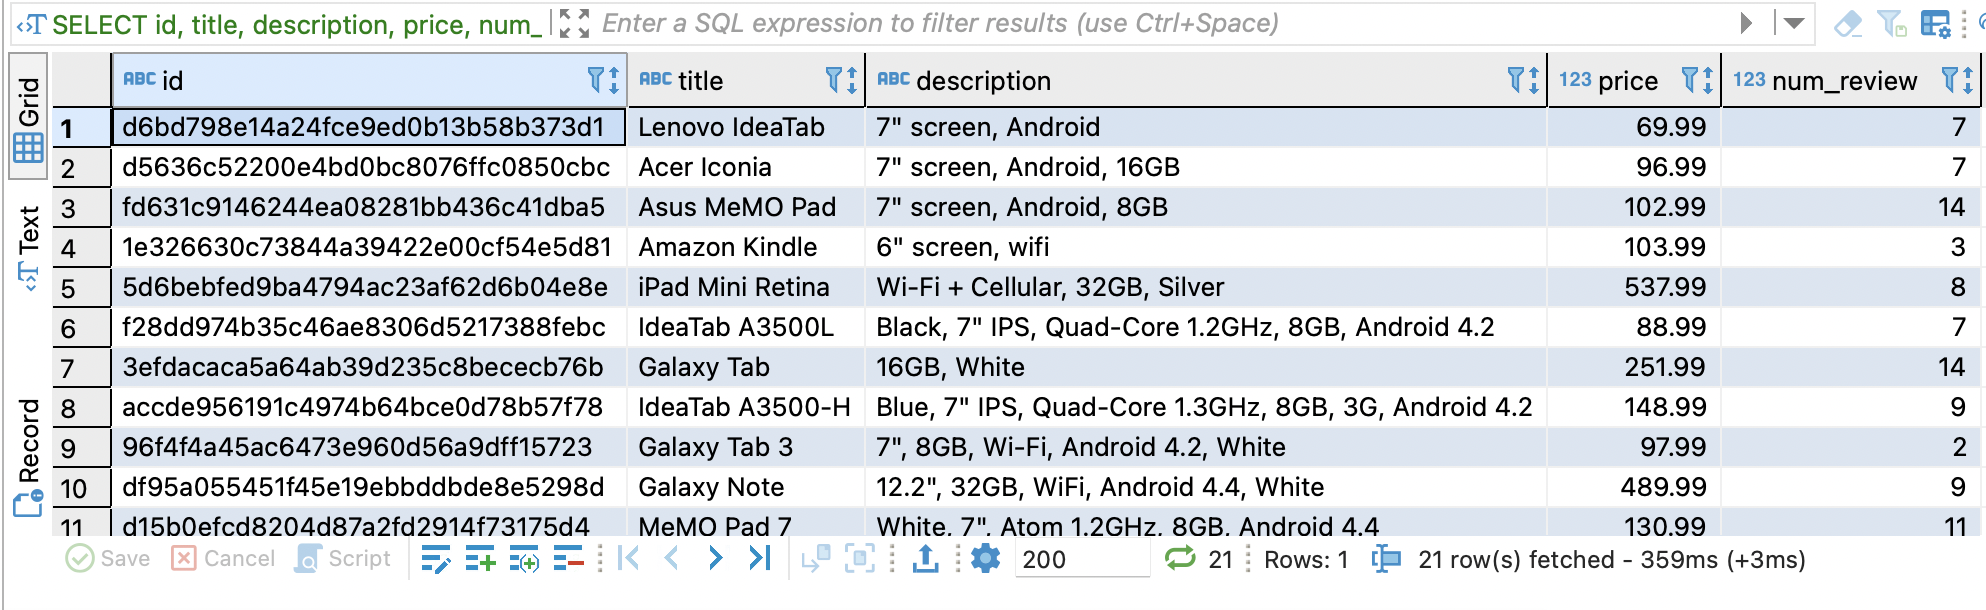 SELECT id, title, description, price, num_ Enter a SQL expression to filter results (use Ctrl+Space)
Grid
Text
Record
ABC id ABC title ABC description 123 price 123 num_review
1 d6bd798e14a24fce9ed0b13b58b373d1 Lenovo IdeaTab 7" screen, Android 69.99 7
2 d5636c52200e4bd0bc8076ffc0850cbc Acer Iconia 7" screen, Android, 16GB 96.99 7
3 fd631c9146244ea08281bb436c41dba5 Asus MeMO Pad 7" screen, Android, 8GB 102.99 14
4 1e326630c73844a39422e00cf54e5d81 Amazon Kindle 6" screen, wifi 103.99 3
5 5d6bebfed9ba4794ac23af62d6b04e8e iPad Mini Retina Wi-Fi + Cellular, 32GB, Silver 537.99 8
6 f28dd974b35c46ae8306d5217388febc IdeaTab A3500L Black, 7" IPS, Quad-Core 1.2GHz, 8GB, Android 4.2 88.99 7
7 3efdacaca5a64ab39d235c8bececb76b Galaxy Tab 16GB, White 251.99 14
8 accde956191c4974b64bce0d78b57f78 IdeaTab A3500-H Blue, 7" IPS, Quad-Core 1.3GHz, 8GB, 3G, Android 4.2 148.99 9
9 96f4f4a45ac6473e960d56a9dff15723 Galaxy Tab 3 7", 8GB, Wi-Fi, Android 4.2, White 97.99 2
10 df95a055451f45e19ebbddbde8e5298d Galaxy Note 12.2", 32GB, WiFi, Android 4.4, White 489.99 9
11 d15b0efcd8204d87a2fd2914f73175d4 MeMO Pad 7 White, 7", Atom 1.2GHz, 8GB, Android 4.4 130.99 11
Save Cancel Script 200 21 Rows: 1 21 row(s) fetched - 359ms (+3ms)